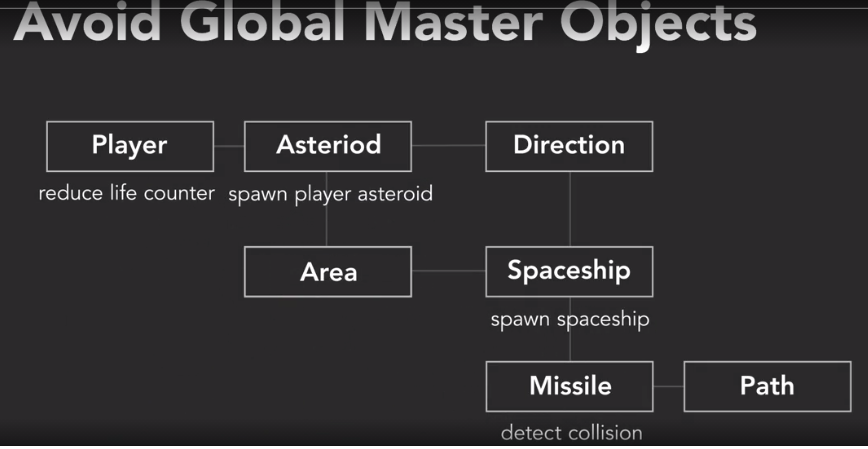 Avoid Global Master Objects
Player
Asteriod
Direction
reduce life counter
spawn player asteroid
Area
Spaceship
spawn spaceship
Missile
Path
detect collision